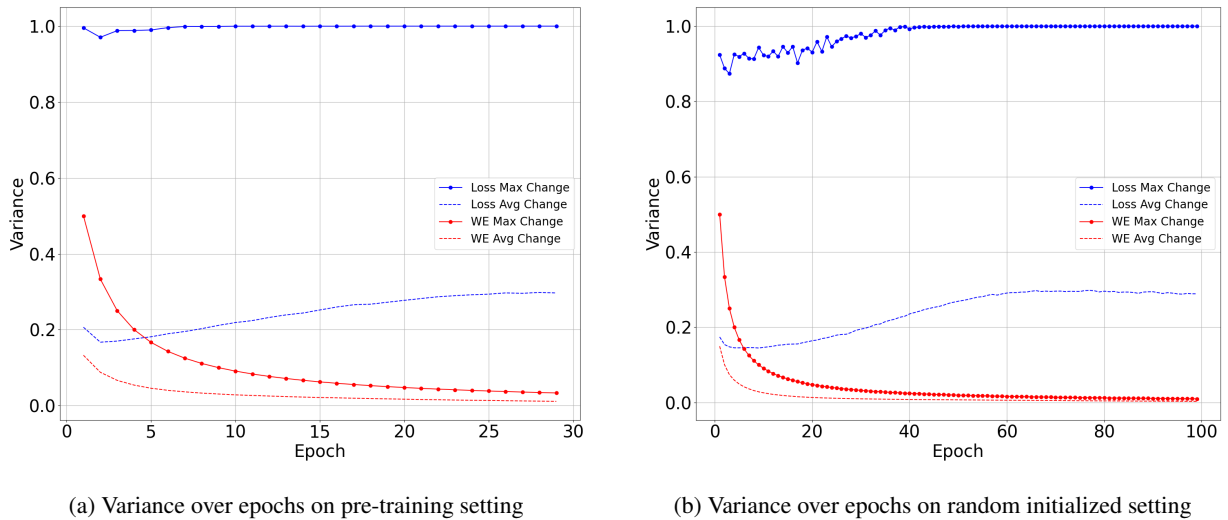 1.0
0.8
0.6
0.4
0.2
0.0
Variance
Loss Max Change
Loss Avg Change
WE Max Change
WE Avg Change
0 5 10 15 20 25 30
Epoch
(a) Variance over epochs on pre-training setting
1.0
0.8
0.6
0.4
0.2
0.0
Variance
Loss Max Change
Loss Avg Change
WE Max Change
WE Avg Change
0 20 40 60 80 100
Epoch
(b) Variance over epochs on random initialized setting